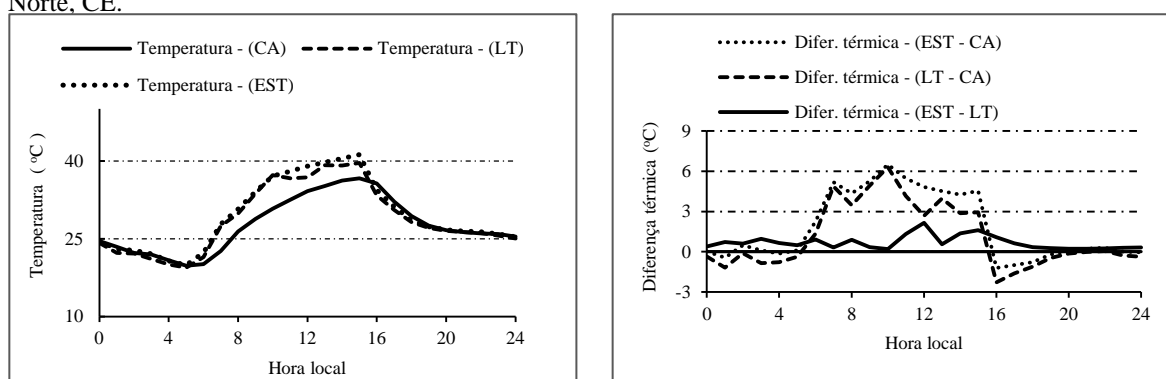 Norte, CE.
Temperatura - (CA)
Temperatura - (LT)
Temperatura - (EST)
Temperatura ( ºC )
40
25
10
0
4
8
12
16
20
24
Hora local
Difer. térmica - (EST - CA)
Difer. térmica - (LT - CA)
Difer. térmica - (EST - LT)
Diferença térmica (ºC)
9
6
3
0
-3
0
4
8
12
16
20
24
Hora local